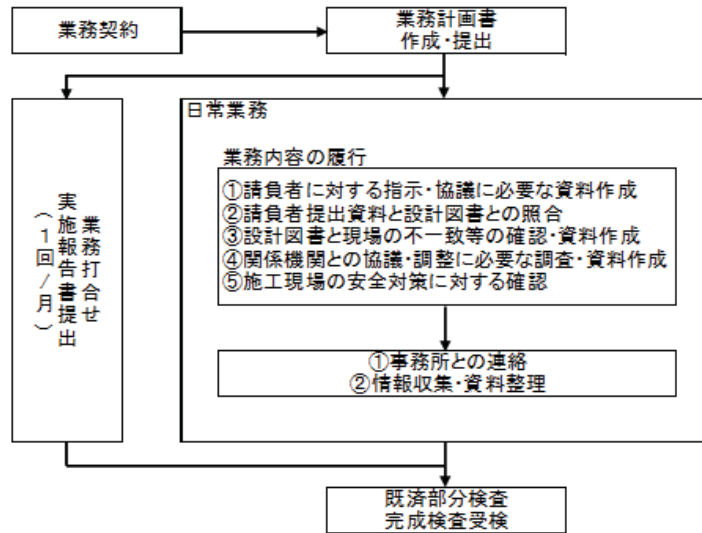 業務契約
業務計画書
作成・提出
業務打合せ
実施報告書提出
（１回／月）
日常業務
業務内容の履行
①請負者に対する指示・協議に必要な資料作成
②請負者提出資料と設計図書との照合
③設計図書と現場の不一致等の確認・資料作成
④関係機関との協議・調整に必要な調査・資料作成
⑤施工現場の安全対策に対する確認
①事務所との連絡
②情報収集・資料整理
既済部分検査
完成検査受検